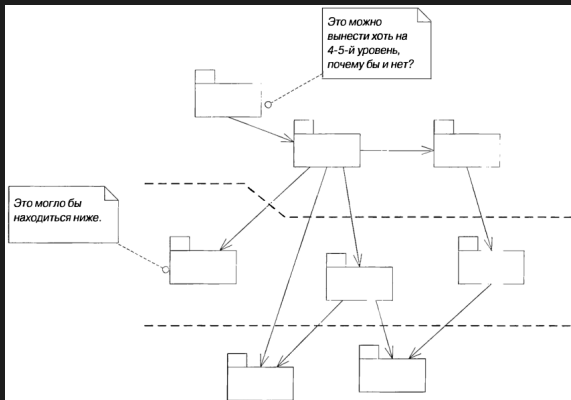 Это можно
вынести хоть на
4-5-й уровень,
почему бы и нет?
Это могло бы
находиться ниже.